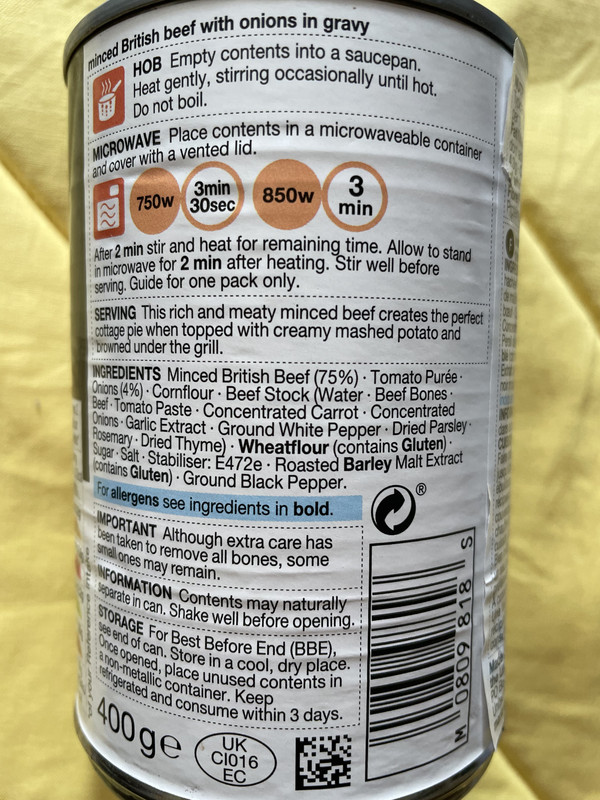 minced British beef with onions in gravy
HOB Empty contents into a saucepan.
Heat gently, stirring occasionally until hot.
Do not boil.
MICROWAVE Place contents in a microwaveable container
and cover with a vented lid.
750w 3min 30sec 850w 3 min
After 2 min stir and heat for remaining time. Allow to stand
in microwave for 2 min after heating. Stir well before
serving. Guide for one pack only.
SERVING This rich and meaty minced beef creates the perfect
cottage pie when topped with creamy mashed potato and
browned under the grill.
INGREDIENTS Minced British Beef (75%) · Tomato Purée ·
Onions (4%) · Cornflour · Beef Stock (Water · Beef Bones ·
Beef · Tomato Paste · Concentrated Carrot · Concentrated
Onions · Garlic Extract · Ground White Pepper · Dried Parsley ·
Rosemary · Dried Thyme) · Wheatflour (contains Gluten) ·
Sugar · Salt · Stabiliser: E472e · Roasted Barley Malt Extract
(contains Gluten) · Ground Black Pepper.
For allergens see ingredients in bold.
®
IMPORTANT Although extra care has
been taken to remove all bones, some
small ones may remain.
INFORMATION Contents may naturally
separate in can. Shake well before opening.
STORAGE For Best Before End (BBE),
see end of can. Store in a cool, dry place.
Once opened, place unused contents in
a non-metallic container. Keep
refrigerated and consume within 3 days.
400g e
UK
CI016
EC
M 0809 818 S